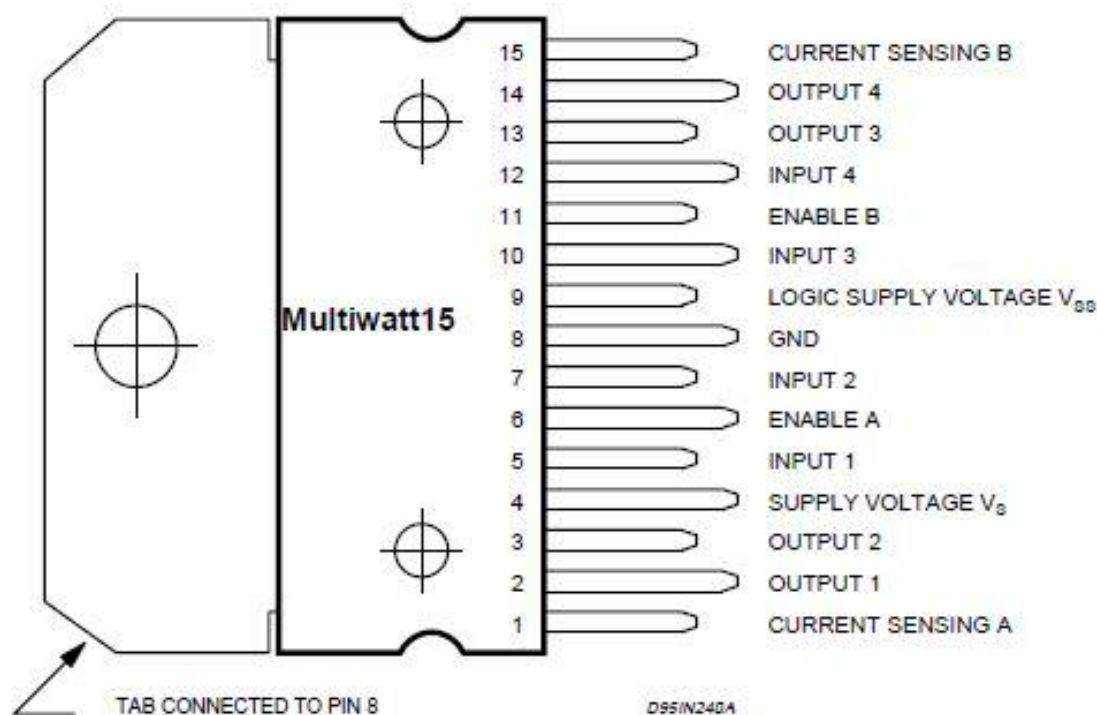 15 CURRENT SENSING B
14 OUTPUT 4
13 OUTPUT 3
12 INPUT 4
11 ENABLE B
10 INPUT 3
9 LOGIC SUPPLY VOLTAGE VSS
8 GND
Multiwatt15
7 INPUT 2
6 ENABLE A
5 INPUT 1
4 SUPPLY VOLTAGE VS
3 OUTPUT 2
2 OUTPUT 1
1 CURRENT SENSING A
TAB CONNECTED TO PIN 8
D95IN240A